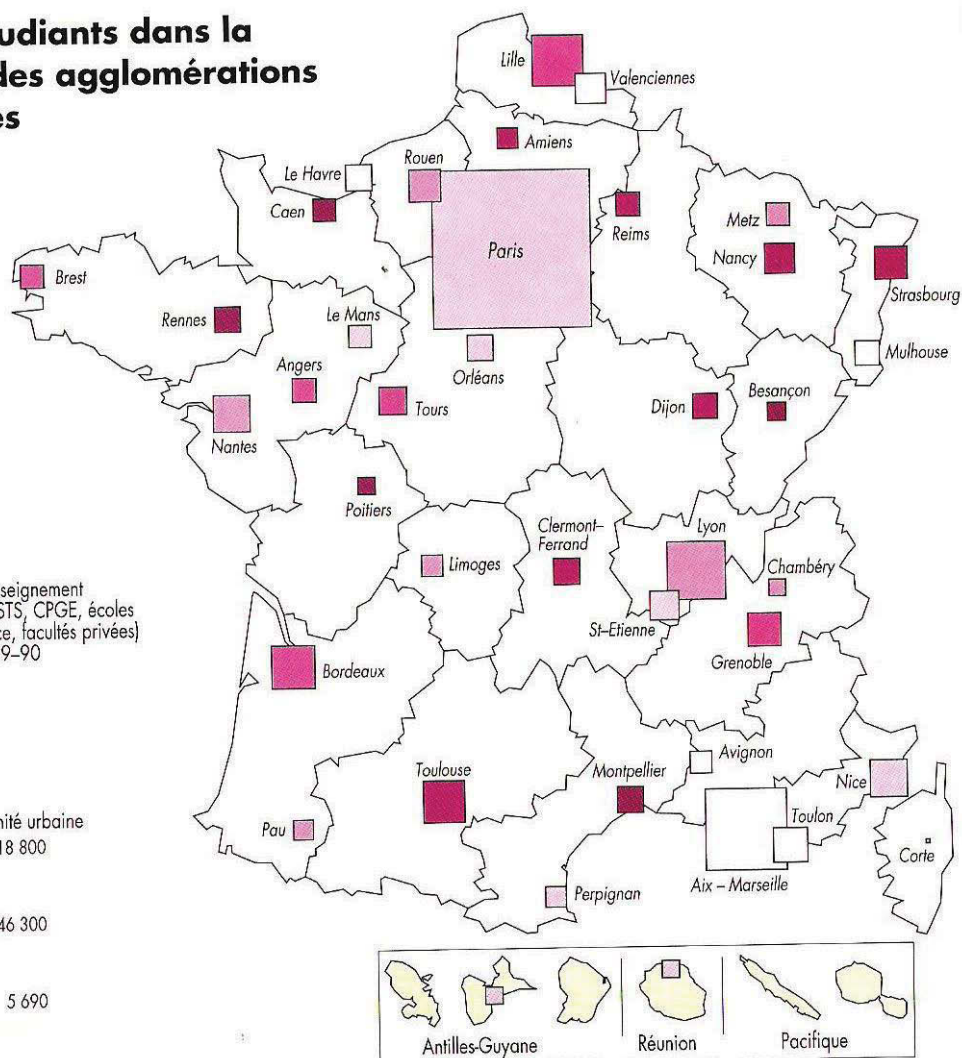 udiants dans la
des agglomérations
es
Lille
Valenciennes
Amiens
Le Havre
Rouen
Caen
Paris
Reims
Metz
Nancy
Strasbourg
Brest
Rennes
Le Mans
Orléans
Mulhouse
Angers
Nantes
Tours
Dijon
Besançon
Poitiers
Limoges
Clermont–
Ferrand
Lyon
Chambéry
St–Etienne
Grenoble
seignement
STS, CPGE, écoles
ce, facultés privées)
9–90
Bordeaux
Toulouse
Montpellier
Avignon
Nice
Pau
Toulon
Aix – Marseille
Corte
Perpignan
nité urbaine
18 800
46 300
5 690
Antilles-Guyane
Réunion
Pacifique